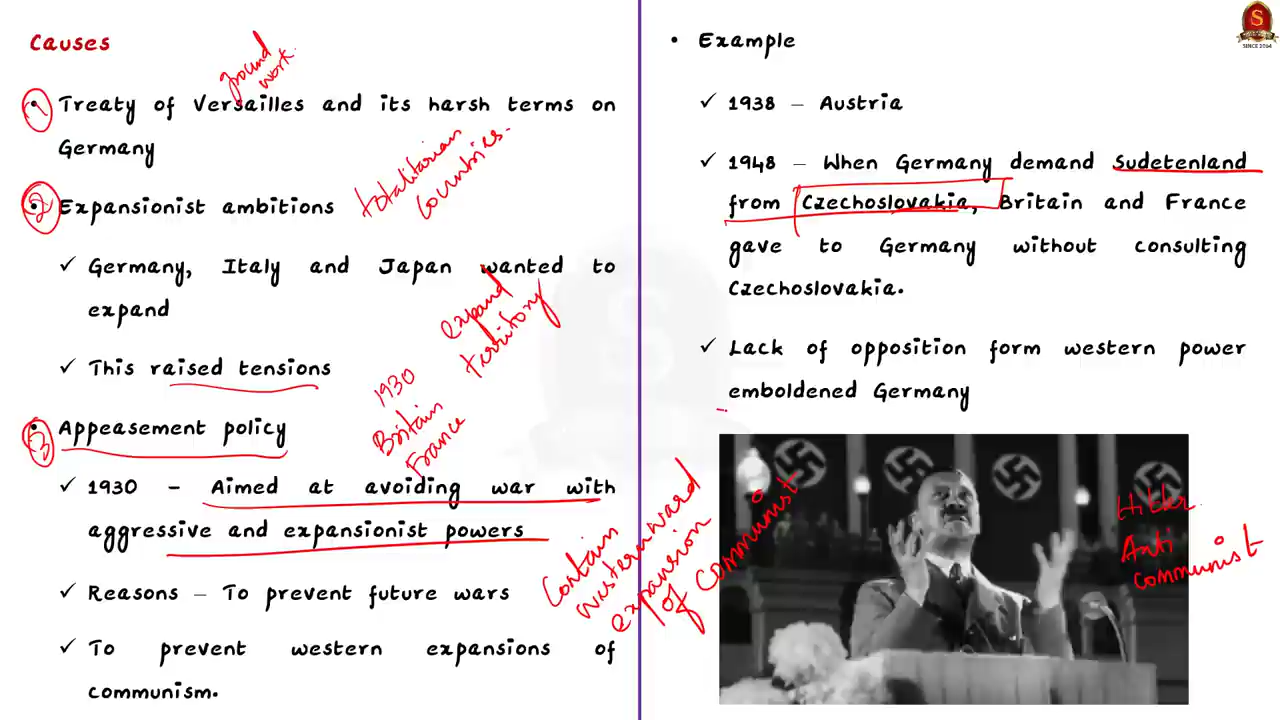 Causes
ground
work
Treaty of Versailles and its harsh terms on
Germany
totalitarian
countries.
Expansionist ambitions
Germany, Italy and Japan wanted to
expand
expand
territory
This raised tensions
1930
Britain
France
Appeasement policy
1930 - Aimed at avoiding war with
aggressive and expansionist powers
Contain
westernward
expansion
of Communist
Reasons – To prevent future wars
To prevent western expansions of
communism.
• Example
✓ 1938 – Austria
✓ 1948 – When Germany demand Sudetenland
from Czechoslovakia, Britain and France
gave to Germany without consulting
Czechoslovakia.
✓ Lack of opposition form western power
emboldened Germany
Hitler
Anti
Communist
S
SINCE 2004